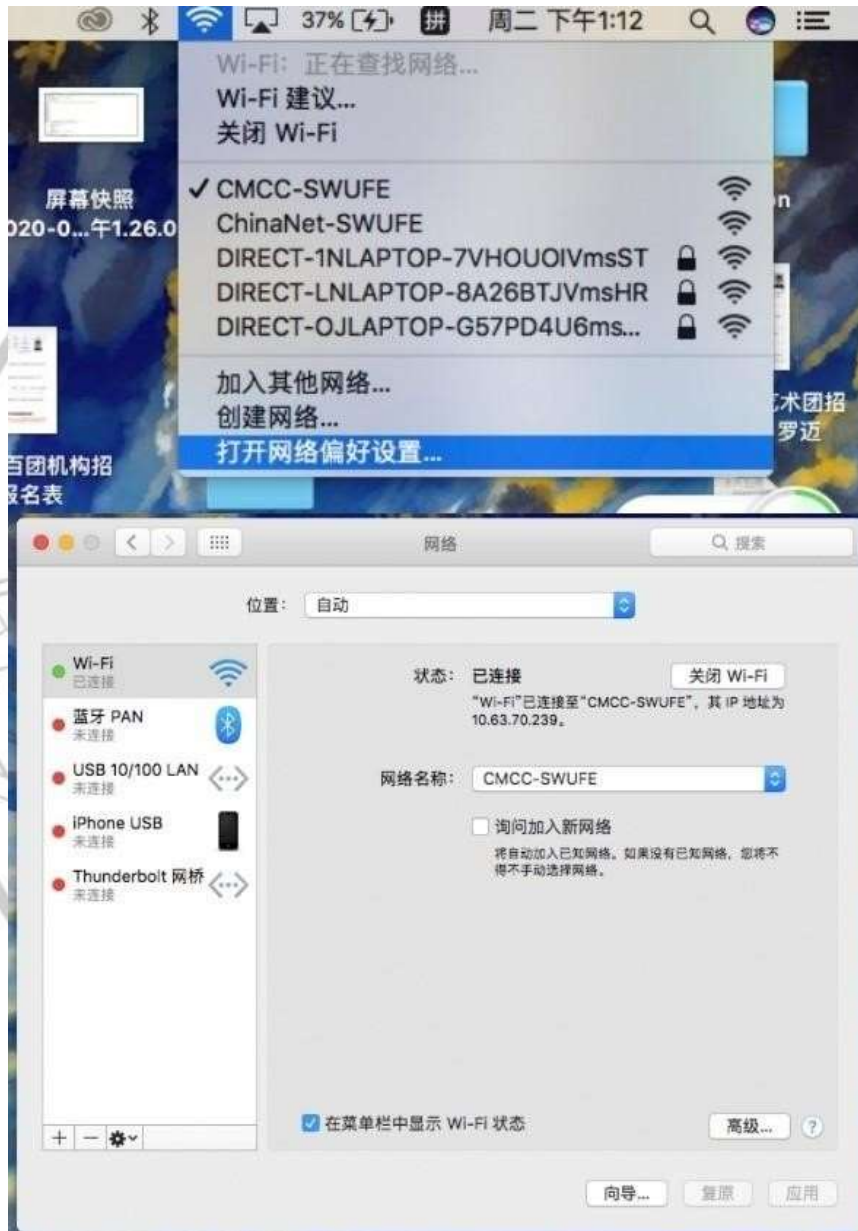 37%
拼
周二 下午1:12
Wi-Fi：正在查找网络...
Wi-Fi 建议...
关闭 Wi-Fi
屏幕快照
020-0...午1.26.0
CMCC-SWUFE
ChinaNet-SWUFE
DIRECT-1NLAPTOP-7VHOUOIVmsST
DIRECT-LNLAPTOP-8A26BTJVmsHR
DIRECT-OJLAPTOP-G57PD4U6ms...
加入其他网络...
创建网络...
打开网络偏好设置...
on
艺术团招
罗迈
百团机构招
报名表
网络
搜索
位置： 自动
Wi-Fi
已连接
蓝牙 PAN
未连接
USB 10/100 LAN
未连接
iPhone USB
未连接
Thunderbolt 网桥
未连接
状态： 已连接 关闭 Wi-Fi
“Wi-Fi”已连接至“CMCC-SWUFE”，其 IP 地址为
10.63.70.239。
网络名称： CMCC-SWUFE
询问加入新网络
将自动加入已知网络。如果没有已知网络，您将不
得不手动选择网络。
在菜单栏中显示 Wi-Fi 状态
高级... ?
向导... 复原 应用